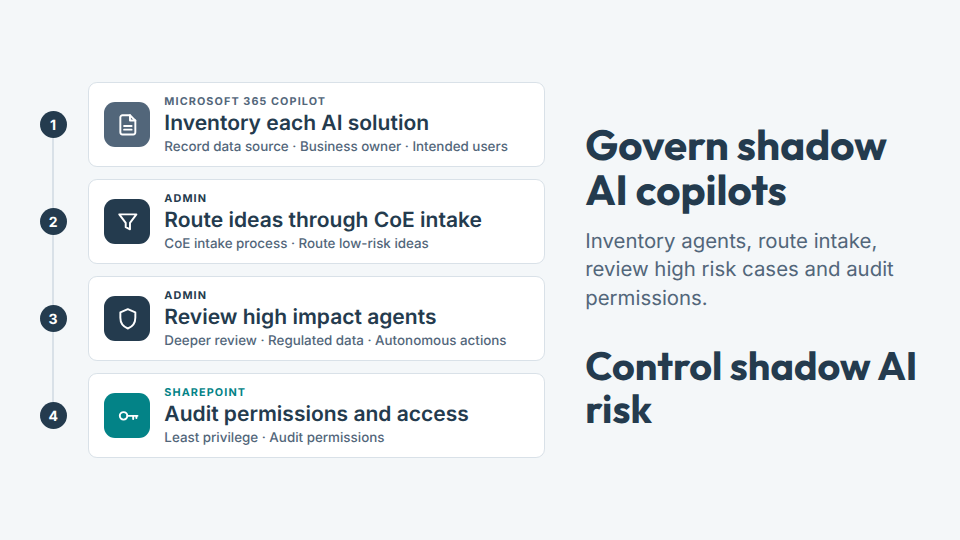 1
MICROSOFT 365 COPILOT
Inventory each AI solution
Record data source · Business owner · Intended users
2
ADMIN
Route ideas through CoE intake
CoE intake process · Route low-risk ideas
3
ADMIN
Review high impact agents
Deeper review · Regulated data · Autonomous actions
4
SHAREPOINT
Audit permissions and access
Least privilege · Audit permissions
Govern shadow
AI copilots
Inventory agents, route intake,
review high risk cases and audit
permissions.
Control shadow AI
risk